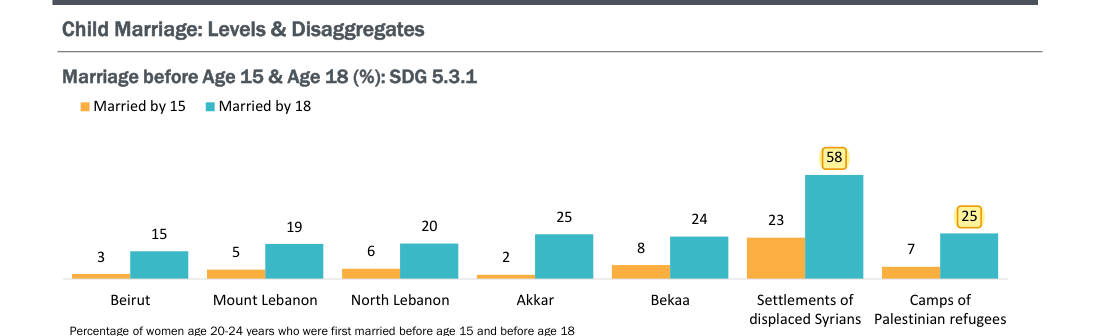 Child Marriage: Levels & Disaggregates
Marriage before Age 15 & Age 18 (%): SDG 5.3.1
Married by 15 Married by 18
3 15 5 19 6 20 2 25 8 24 23 58 7 25
Beirut Mount Lebanon North Lebanon Akkar Bekaa Settlements of Camps of
displaced Syrians Palestinian refugees
Percentage of women age 20-24 years who were first married before age 15 and before age 18